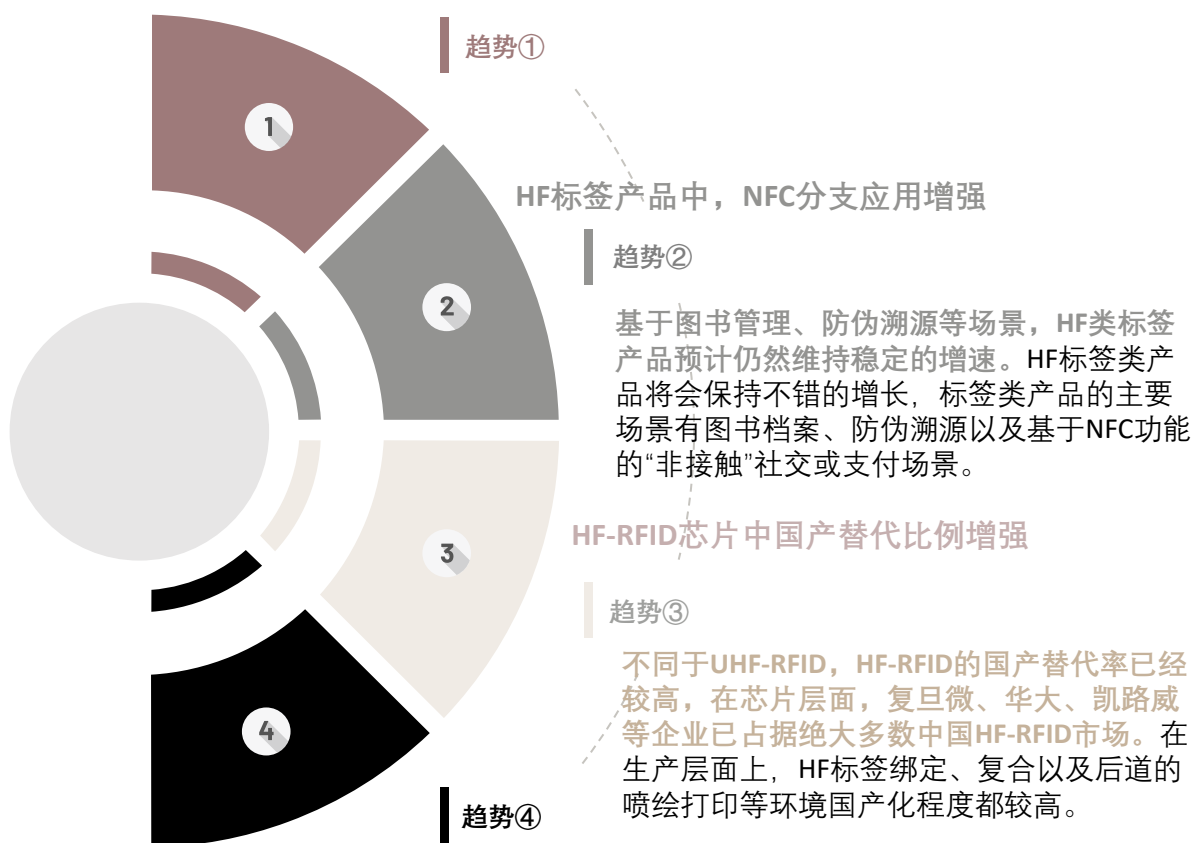 趋势①
1
HF标签产品中，NFC分支应用增强
趋势②
2
基于图书管理、防伪溯源等场景，HF类标签
产品预计仍然维持稳定的增速。HF标签类产
品将会保持不错的增长，标签类产品的主要
场景有图书档案、防伪溯源以及基于NFC功能
的“非接触”社交或支付场景。
HF-RFID芯片中国产替代比例增强
3
趋势③
不同于UHF-RFID，HF-RFID的国产替代率已经
较高，在芯片层面，复旦微、华大、凯路威
等企业已占据绝大多数中国HF-RFID市场。在
生产层面上，HF标签绑定、复合以及后道的
喷绘打印等环境国产化程度都较高。
4
趋势④